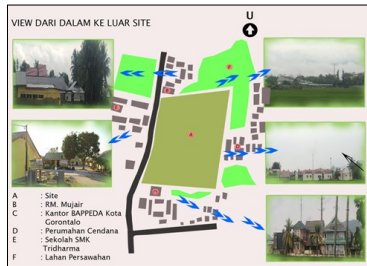 VIEW DARI DALAM KE LUAR SITE
U
A : Site
B : RM. Mujair
C : Kantor BAPPEDA Kota
Gorontalo
D : Perumahan Cendana
E : Sekolah SMK
Tridharma
F : Lahan Persawahan
F
A